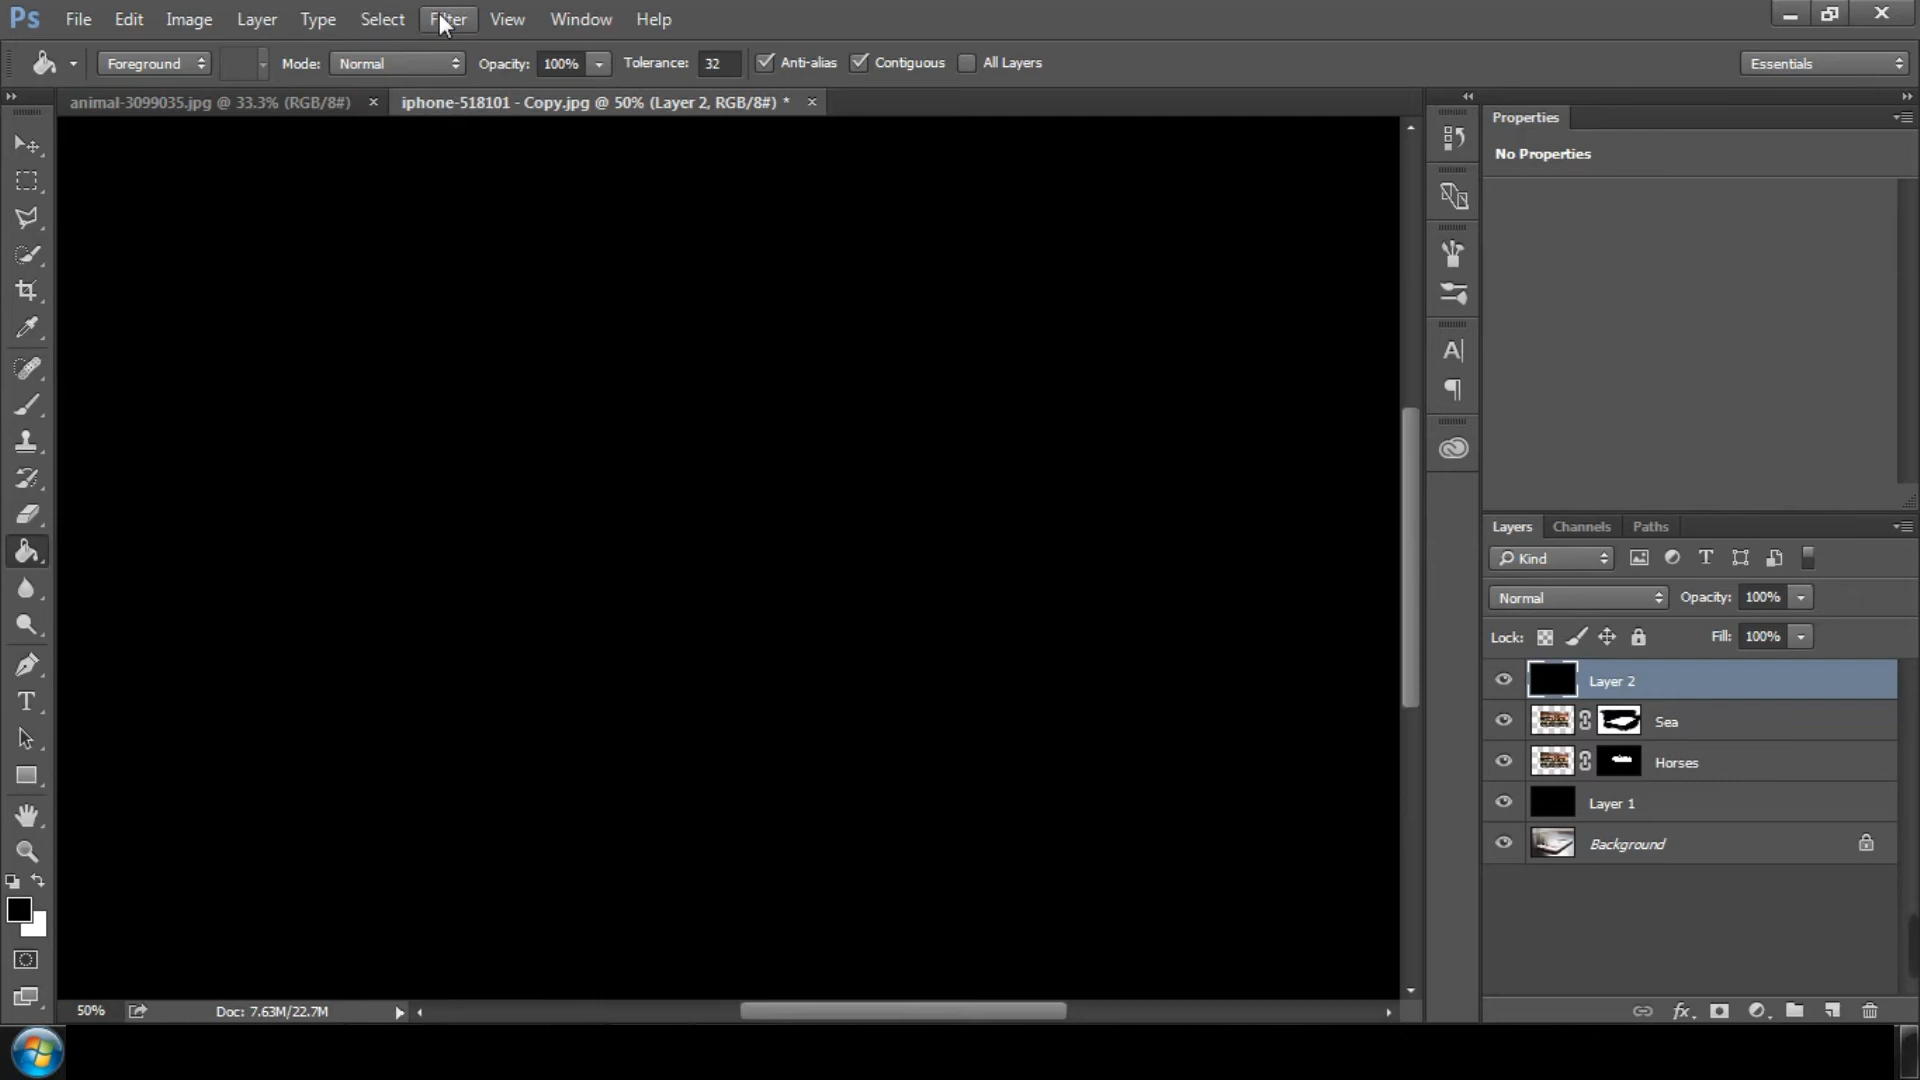 Ps File Edit Image Layer Type Select Filter View Window Help
Foreground Mode: Normal Opacity: 100% Tolerance: 32 Anti-alias Contiguous All Layers Essentials
animal-3099035.jpg @ 33.3% (RGB/8#) × iphone-518101 - Copy.jpg @ 50% (Layer 2, RGB/8#) * ×
Properties
No Properties
Layers Channels Paths
Kind
Normal Opacity: 100%
Lock: Fill: 100%
Layer 2
Sea
Horses
Layer 1
Background
50% Doc: 7.63M/22.7M